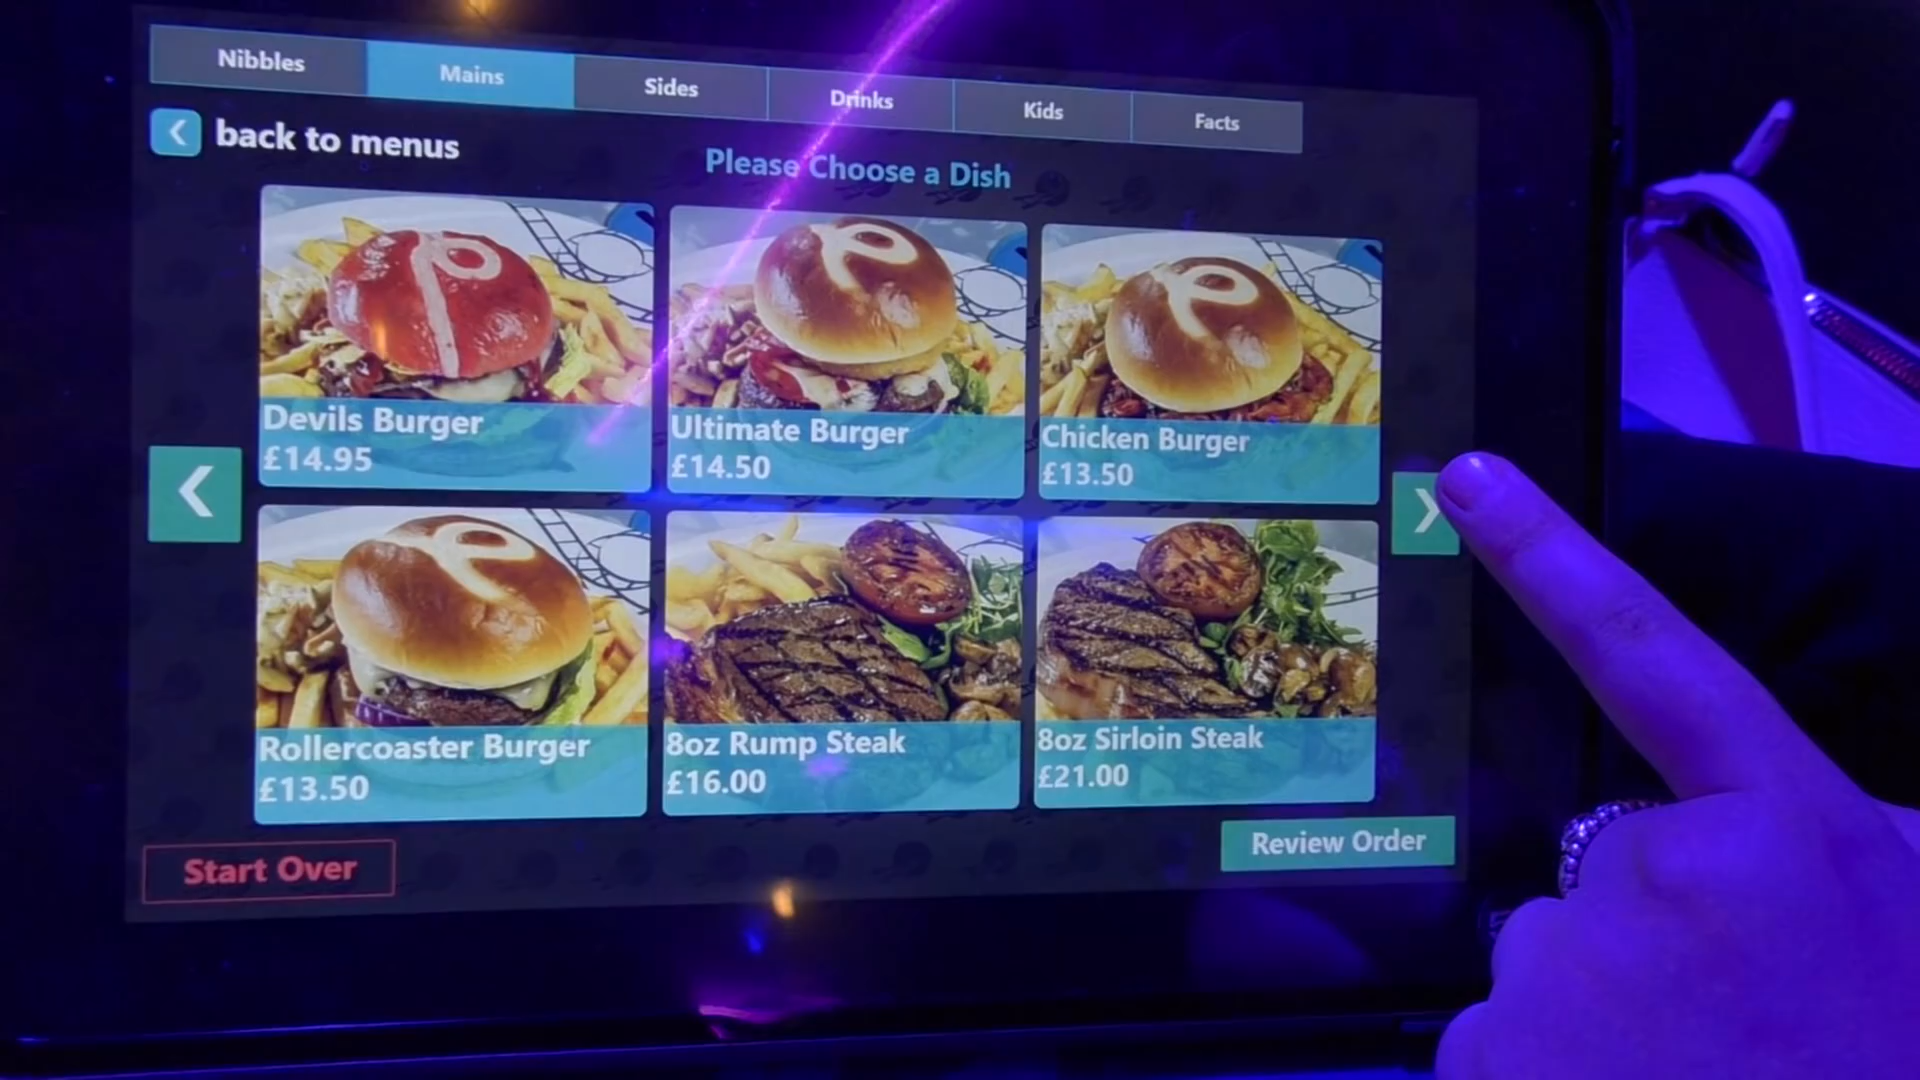 Nibbles
Mains
Sides
Drinks
Kids
Facts
back to menus
Please Choose a Dish
Devils Burger
£14.95
Ultimate Burger
£14.50
Chicken Burger
£13.50
Rollercoaster Burger
£13.50
8oz Rump Steak
£16.00
8oz Sirloin Steak
£21.00
Start Over
Review Order